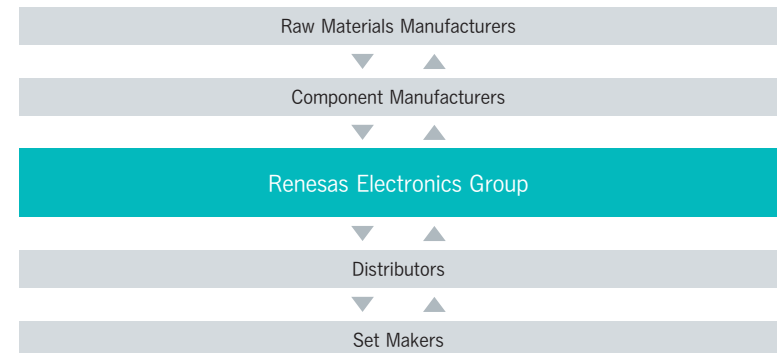 Raw Materials Manufacturers
Component Manufacturers
Renesas Electronics Group
Distributors
Set Makers